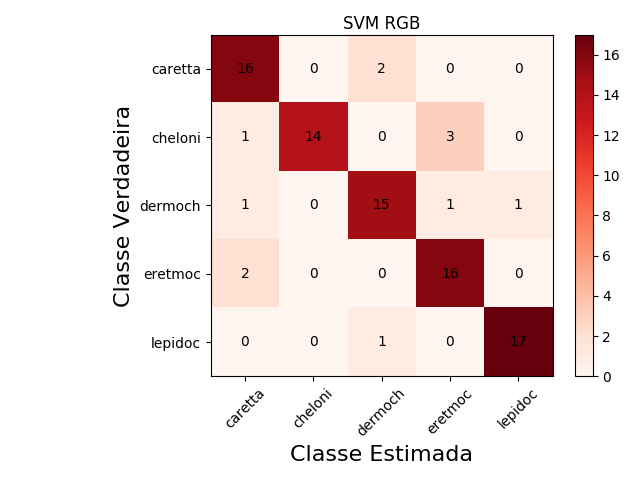 SVM RGB
Classe Verdadeira
caretta 16 0 2 0 0
cheloni 1 14 0 3 0
dermoch 1 0 15 1 1
eretmoc 2 0 0 16 0
lepidoc 0 0 1 0 17
caretta cheloni dermoch eretmoc lepidoc
Classe Estimada
16
14
12
10
8
6
4
2
0